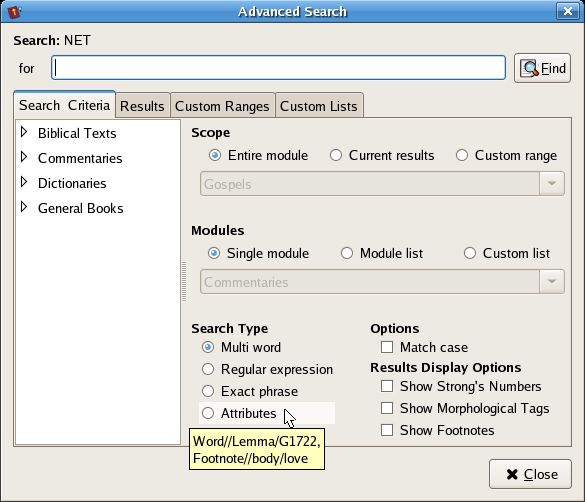 Advanced Search
Search: NET
for
Find
Search Criteria Results Custom Ranges Custom Lists
Biblical Texts
Commentaries
Dictionaries
General Books
Scope
Entire module Current results Custom range
Gospels
Modules
Single module Module list Custom list
Commentaries
Search Type
Multi word
Regular expression
Exact phrase
Attributes
Word//Lemma/G1722,
Footnote//body/love
Options
Match case
Results Display Options
Show Strong's Numbers
Show Morphological Tags
Show Footnotes
Close